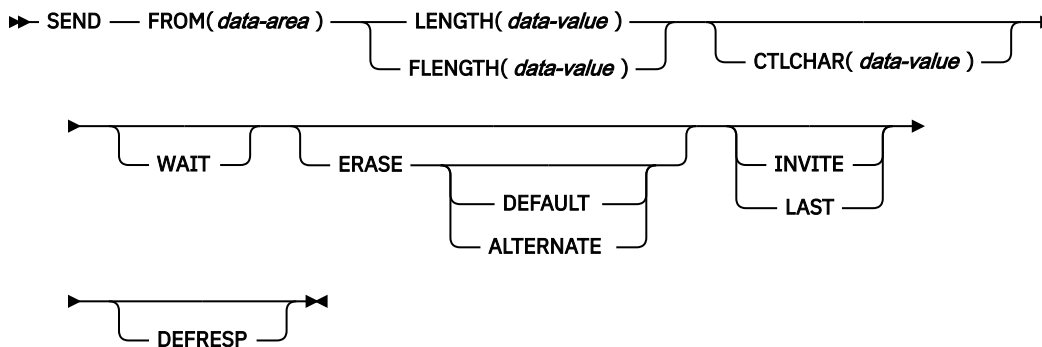 SEND FROM( data-area ) LENGTH( data-value )
FLENGTH( data-value ) CTLCHAR( data-value )
WAIT ERASE INVITE
DEFAULT LAST
ALTERNATE
DEFRESP